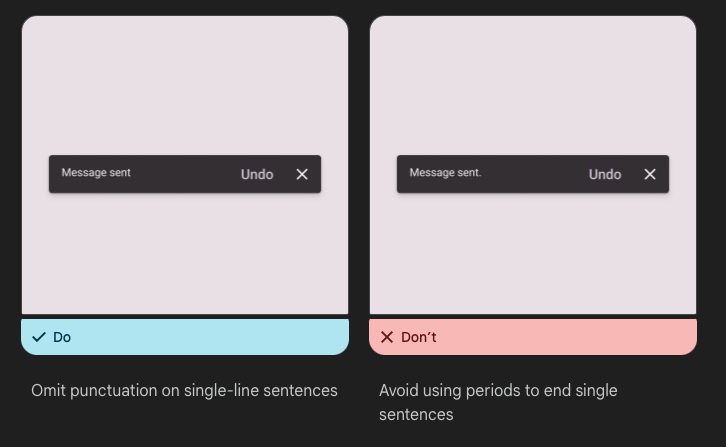 Message sent
Undo
Do
Omit punctuation on single-line sentences
Message sent.
Undo
Don’t
Avoid using periods to end single
sentences